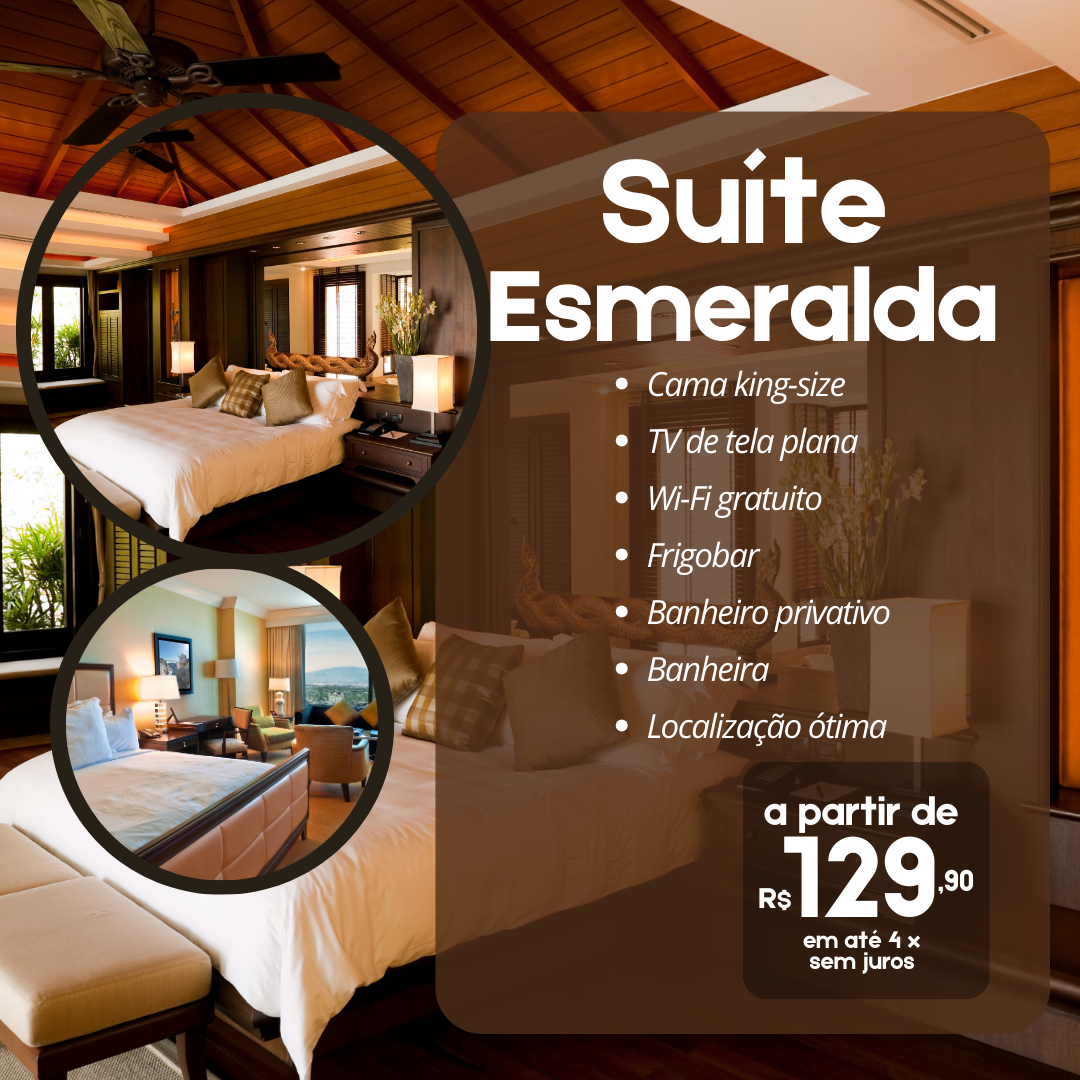 Suíte
Esmeralda
• Cama king-size
• TV de tela plana
• Wi-Fi gratuito
• Frigobar
• Banheiro privativo
• Banheira
• Localização ótima
a partir de
R$129,90
em até 4 x
sem juros